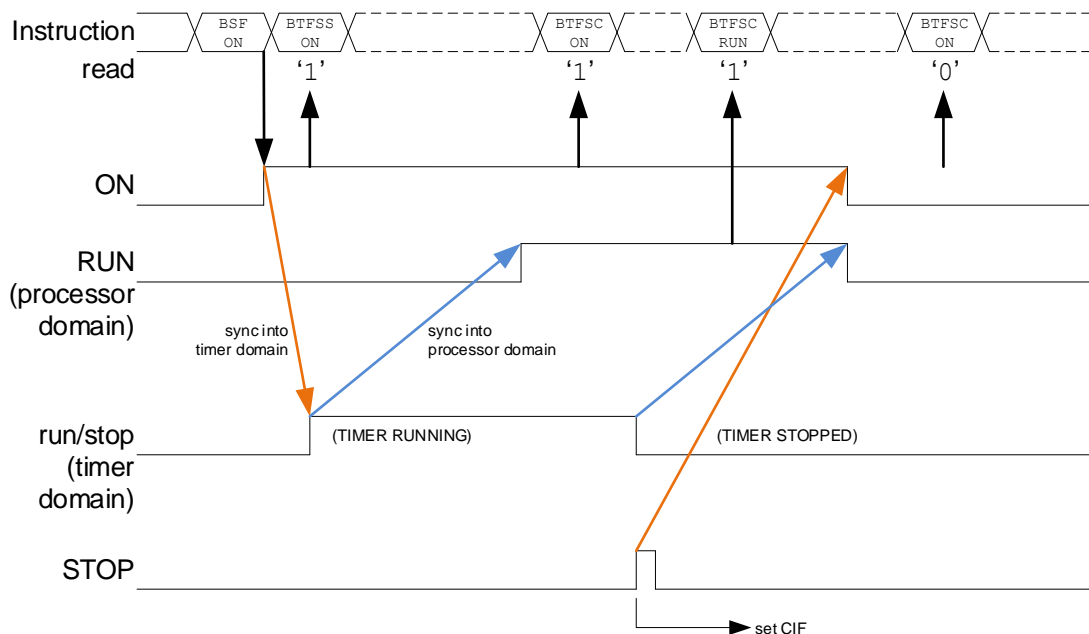 Instruction
BSF
ON
BTFSS
ON
BTFSC
ON
BTFSC
RUN
BTFSC
ON
read
‘1’
‘1’
‘1’
‘0’
ON
RUN
(processor
domain)
sync into
timer domain
sync into
processor domain
run/stop
(timer
domain)
(TIMER RUNNING)
(TIMER STOPPED)
STOP
set CIF